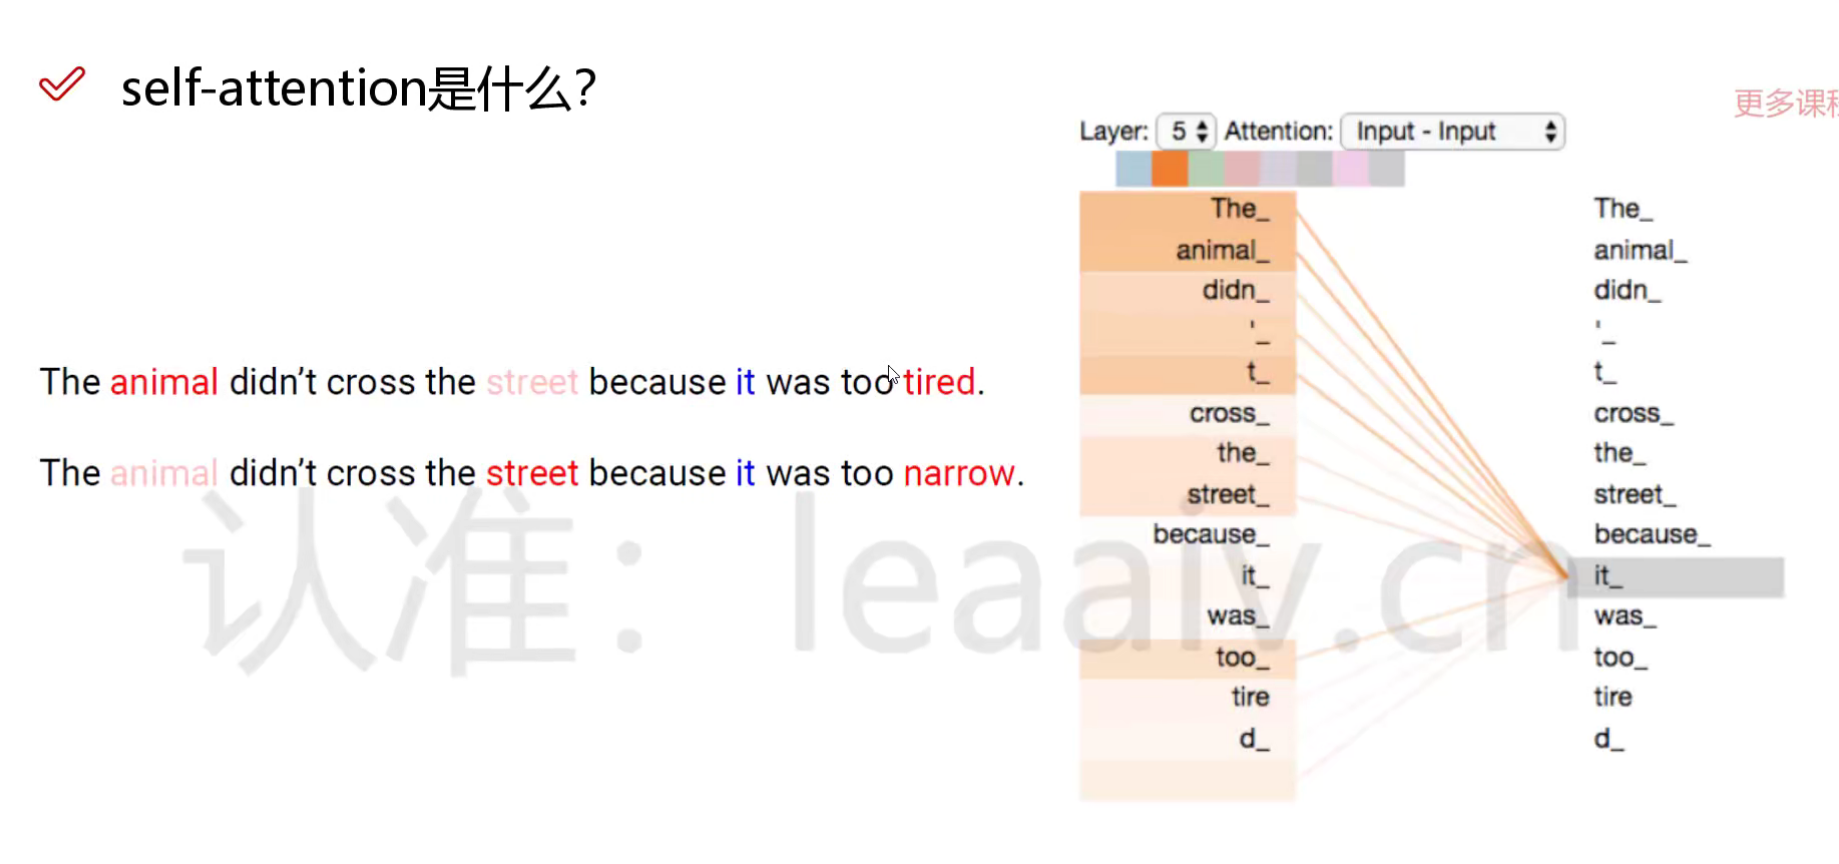 self-attention是什么?
更多课程
Layer: 5 Attention: Input - Input
The_ The_
animal_ animal_
didn_ didn_
'_ '_
t_ t_
cross_ cross_
the_ the_
street_ street_
because_ because_
it_ it_
was_ was_
too_ too_
tire tire
d_ d_
The animal didn’t cross the street because it was too tired.
The animal didn’t cross the street because it was too narrow.
认准：leaaiv.cn